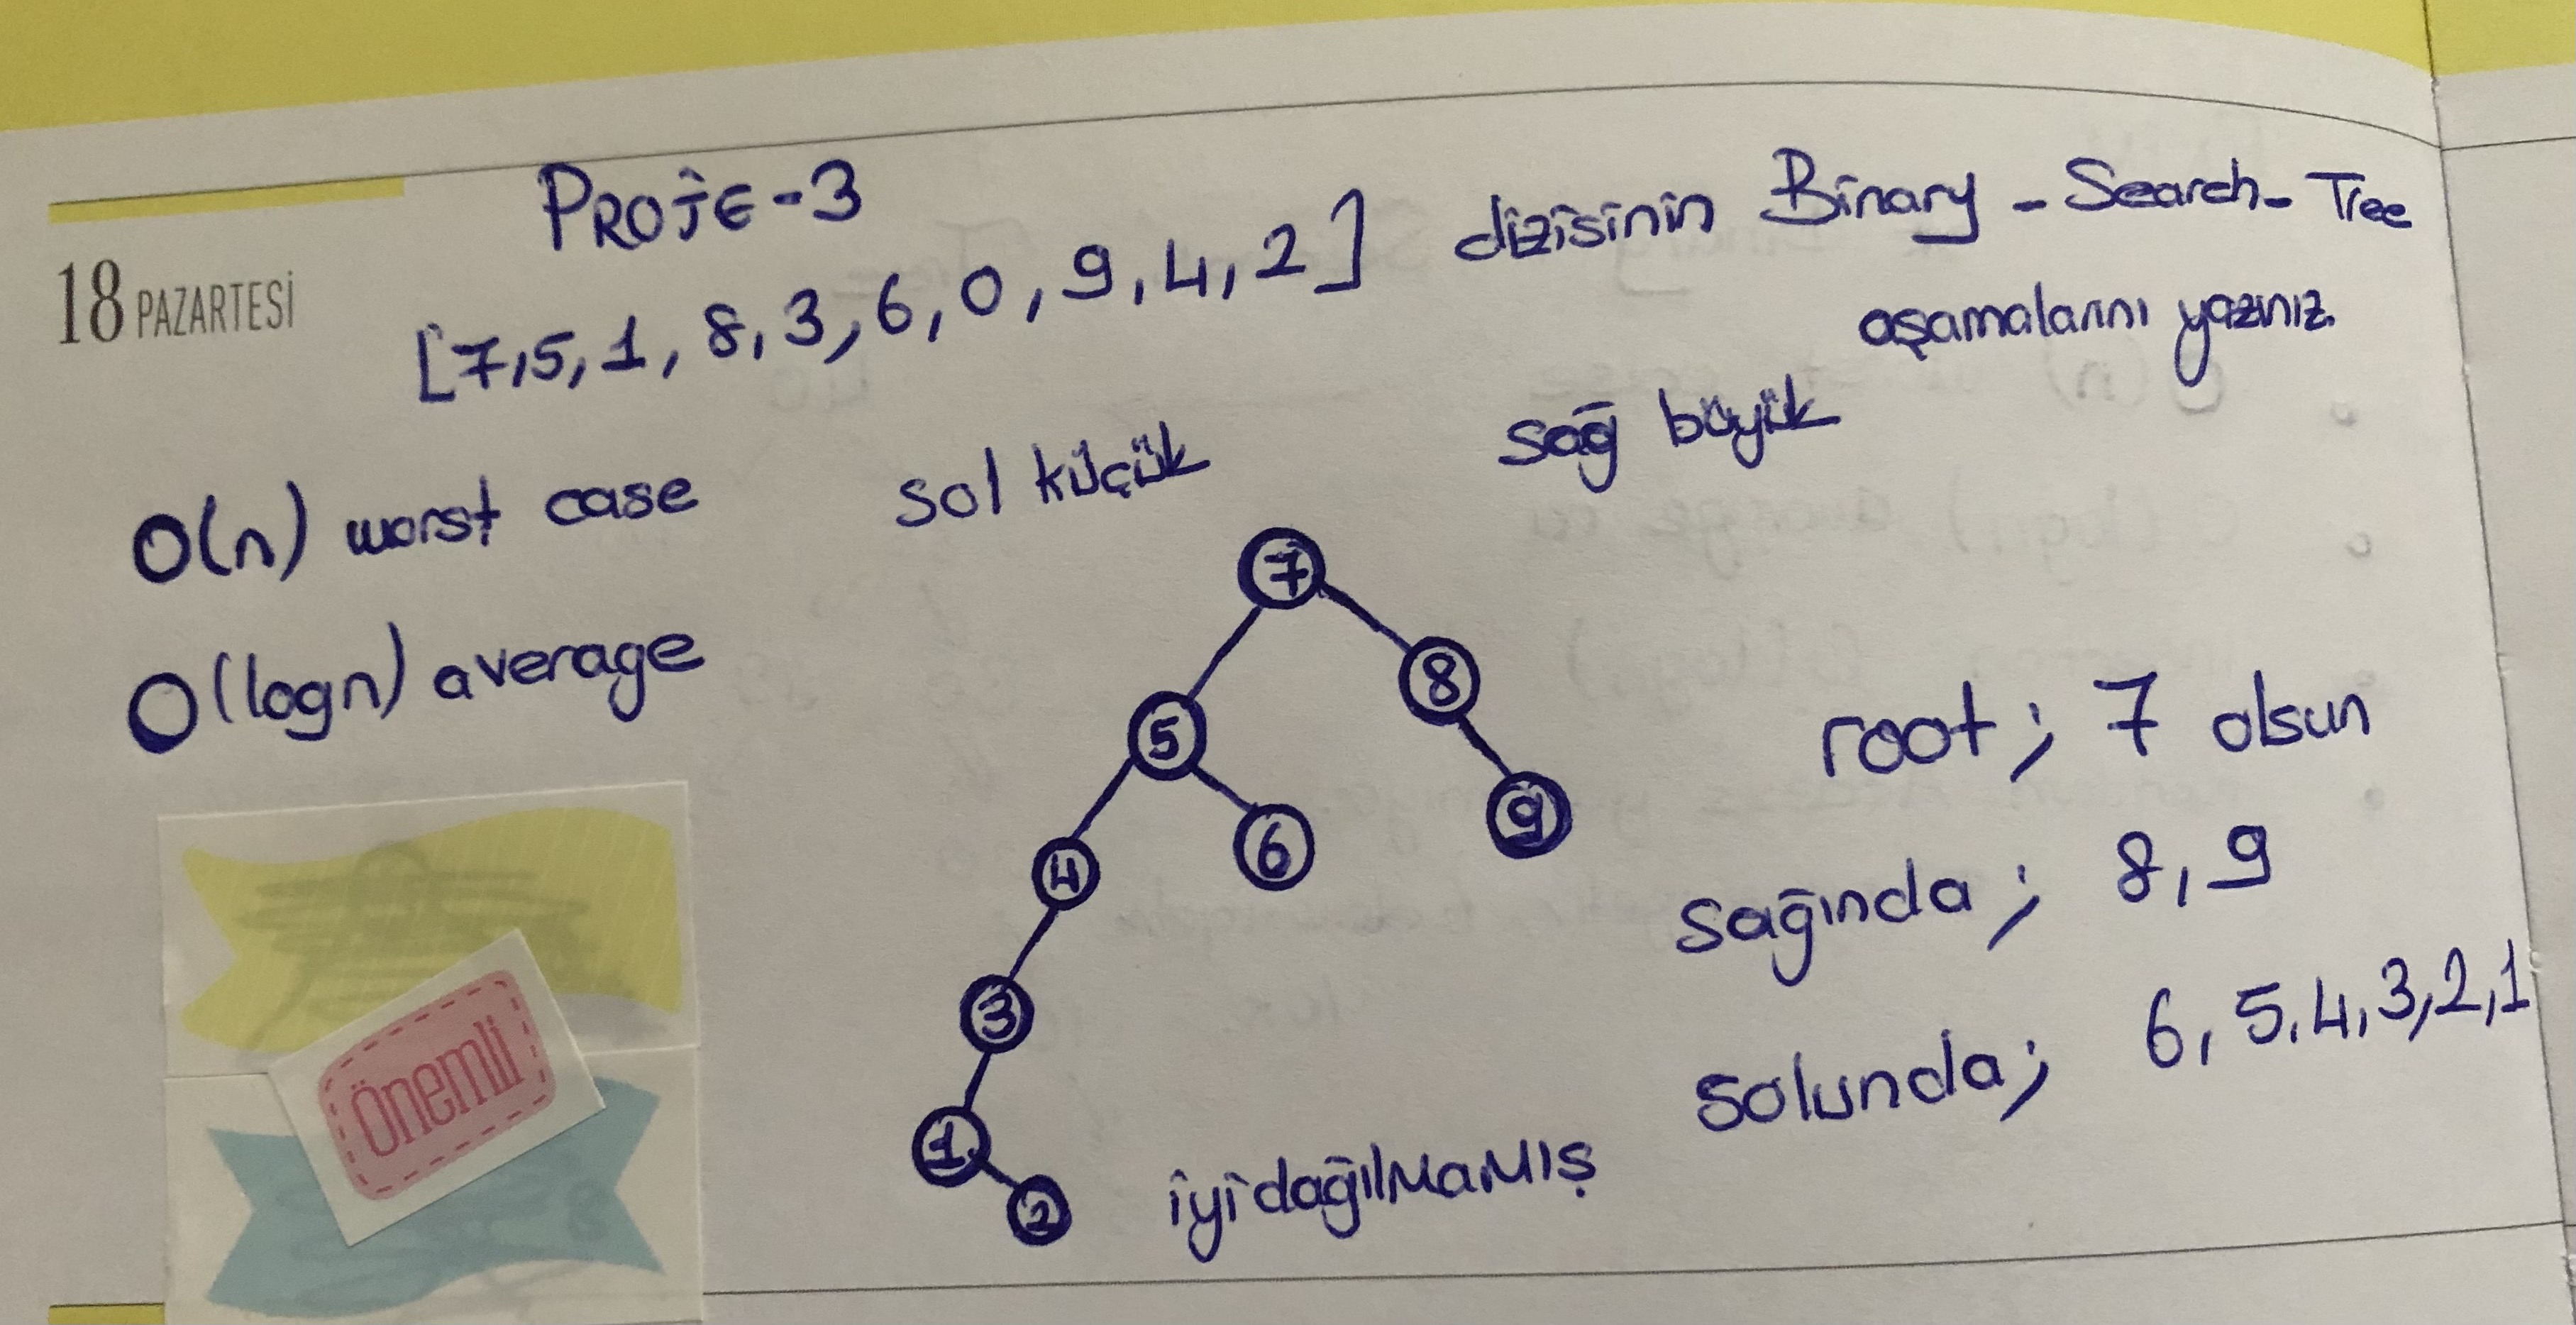 18 PAZARTESİ
PROJE-3
[7,5,1,8,3,6,0,9,4,2] dizisinin Binary-Search-Tree
aşamalarını yazınız.
O(n) worst case
sol küçük
sağ büyük
O(logn) average
7
8
5
9
6
4
3
1
2
root; 7 olsun
sağında; 8,9
solunda; 6,5,4,3,2,1
iyi dağılmamış
Önemli